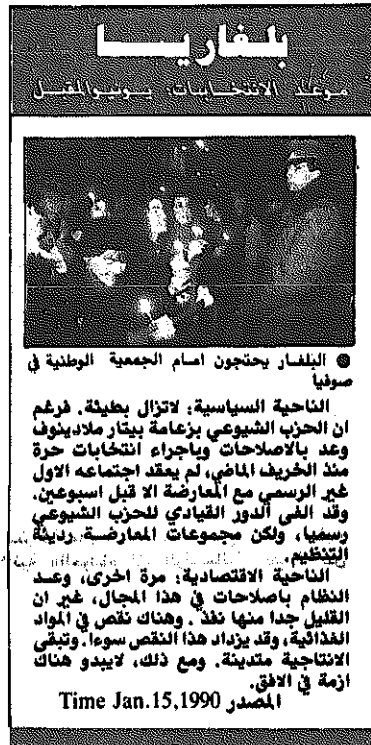 بلغاريا
موعد الانتخابات: يونيو المقبل
البلغار يحتجون امام الجمعية الوطنية في
صوفيا
الناحية السياسية: لاتزال بطيئة. فرغم
ان الحزب الشيوعي بزعامة بيتار ملادينوف
وعد بالاصلاحات وباجراء انتخابات حرة
منذ الخريف الماضي، لم يعقد اجتماعه الاول
غير الرسمي مع المعارضة الا قبل اسبوعين.
وقد الغى الدور القيادي للحزب الشيوعي
رسميا، ولكن مجموعات المعارضة رديئة
التنظيم.
الناحية الاقتصادية: مرة اخرى، وعد
النظام باصلاحات في هذا المجال، غير ان
القليل جدا منها نفذ. وهناك نقص في المواد
الغذائية، وقد يزداد هذا النقص سوءا. وتبقى
الانتاجية متدينة. ومع ذلك، لايبدو هناك
ازمة في الافق.
المصدر Time Jan.15,1990